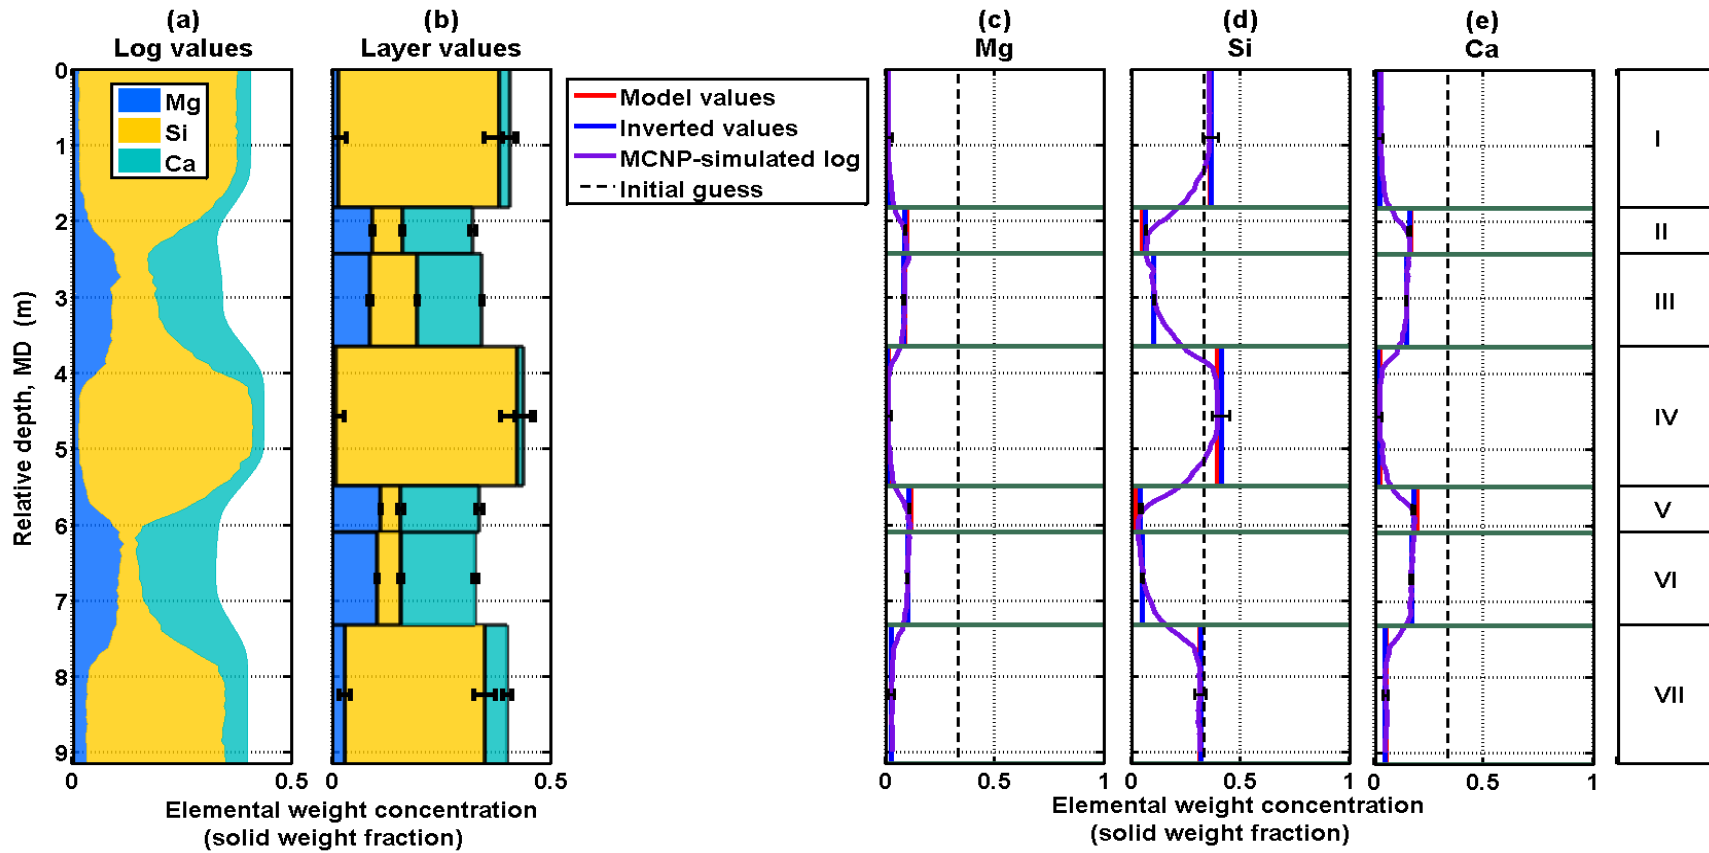 (a)
Log values
(b)
Layer values
(c)
Mg
(d)
Si
(e)
Ca
Mg
Si
Ca
Model values
Inverted values
MCNP-simulated log
Initial guess
Relative depth, MD (m)
0
1
2
3
4
5
6
7
8
9
0
0.5
0
0.5
Elemental weight concentration
(solid weight fraction)
0
0.5
1
0
0.5
1
0
0.5
1
Elemental weight concentration
(solid weight fraction)
I
II
III
IV
V
VI
VII